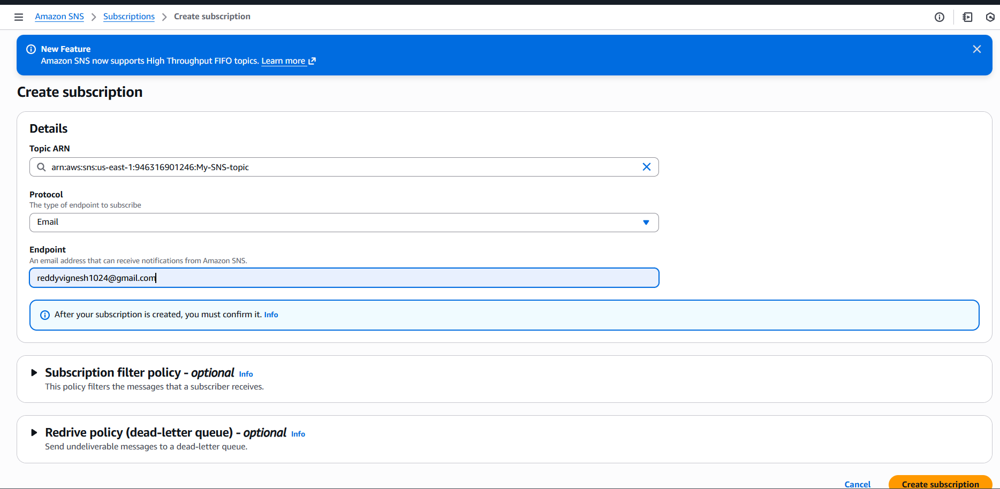 Amazon SNS > Subscriptions > Create subscription
New Feature
Amazon SNS now supports High Throughput FIFO topics. Learn more
Create subscription
Details
Topic ARN
arn:aws:sns:us-east-1:946316901246:My-SNS-topic
Protocol
The type of endpoint to subscribe
Email
Endpoint
An email address that can receive notifications from Amazon SNS.
reddyvignesh1024@gmail.com
After your subscription is created, you must confirm it. Info
Subscription filter policy - optional Info
This policy filters the messages that a subscriber receives.
Redrive policy (dead-letter queue) - optional Info
Send undeliverable messages to a dead-letter queue.
Cancel Create subscription